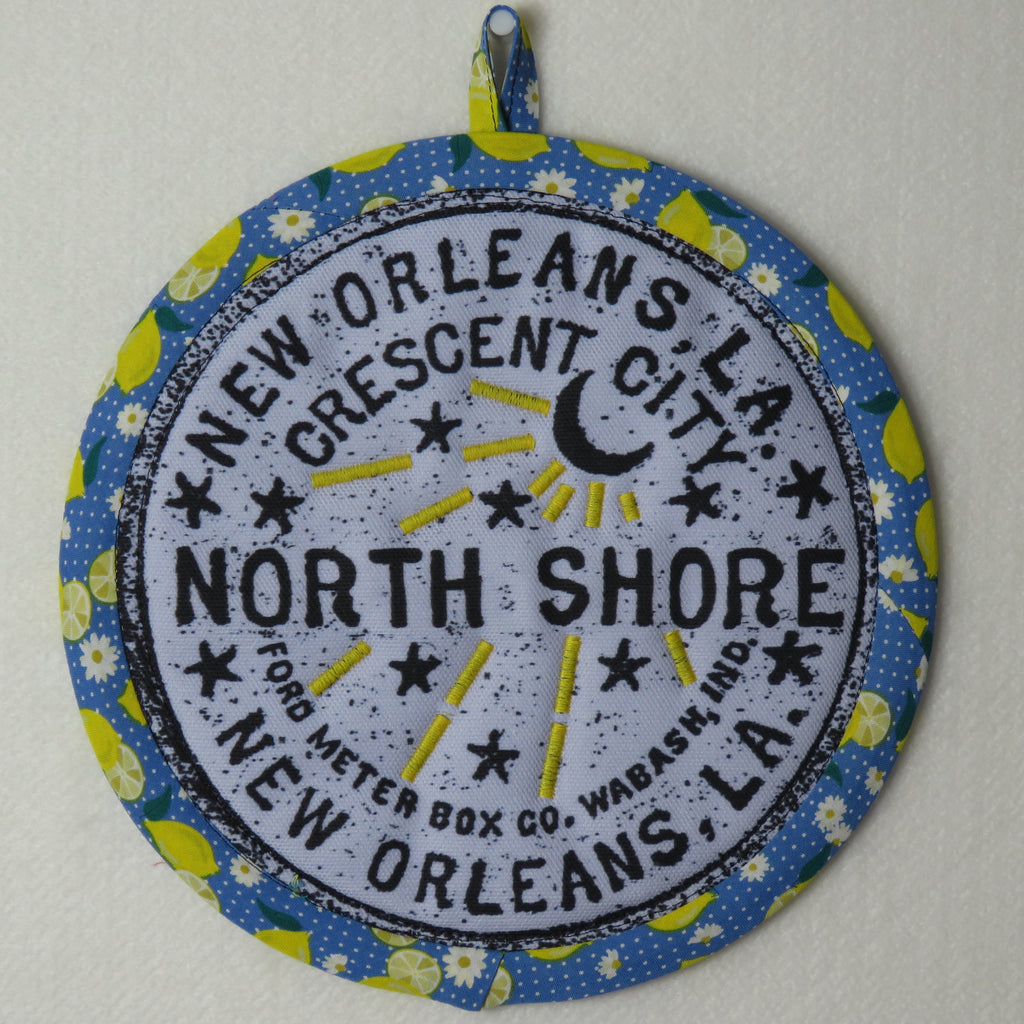 NEW ORLEANS, LA.
CRESCENT CITY.
NORTH SHORE
FORD METER BOX CO. WABASH, IND.
NEW ORLEANS, LA.